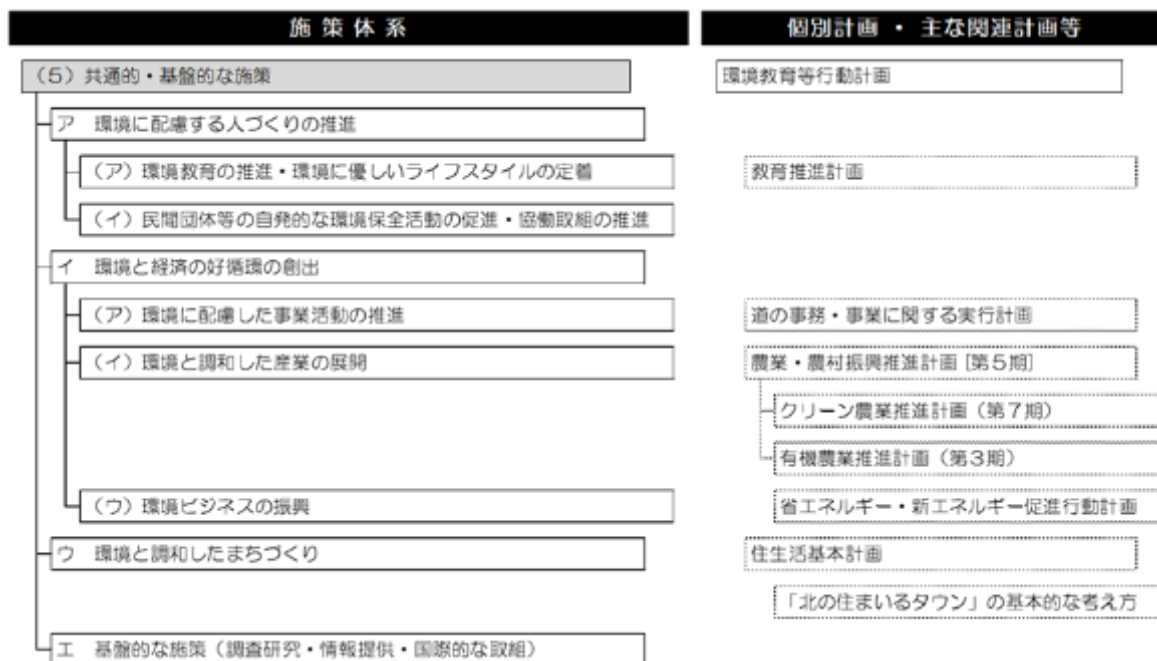 施策体系
個別計画 ・ 主な関連計画等
（5）共通的・基盤的な施策
環境教育等行動計画
ア　環境に配慮する人づくりの推進
（ア）環境教育の推進・環境に優しいライフスタイルの定着
教育推進計画
（イ）民間団体等の自発的な環境保全活動の促進・協働取組の推進
イ　環境と経済の好循環の創出
（ア）環境に配慮した事業活動の推進
道の事務・事業に関する実行計画
（イ）環境と調和した産業の展開
農業・農村振興推進計画 [第5期]
クリーン農業推進計画（第7期）
有機農業推進計画（第3期）
（ウ）環境ビジネスの振興
省エネルギー・新エネルギー促進行動計画
ウ　環境と調和したまちづくり
住生活基本計画
「北の住まいるタウン」の基本的な考え方
エ　基盤的な施策（調査研究・情報提供・国際的な取組）